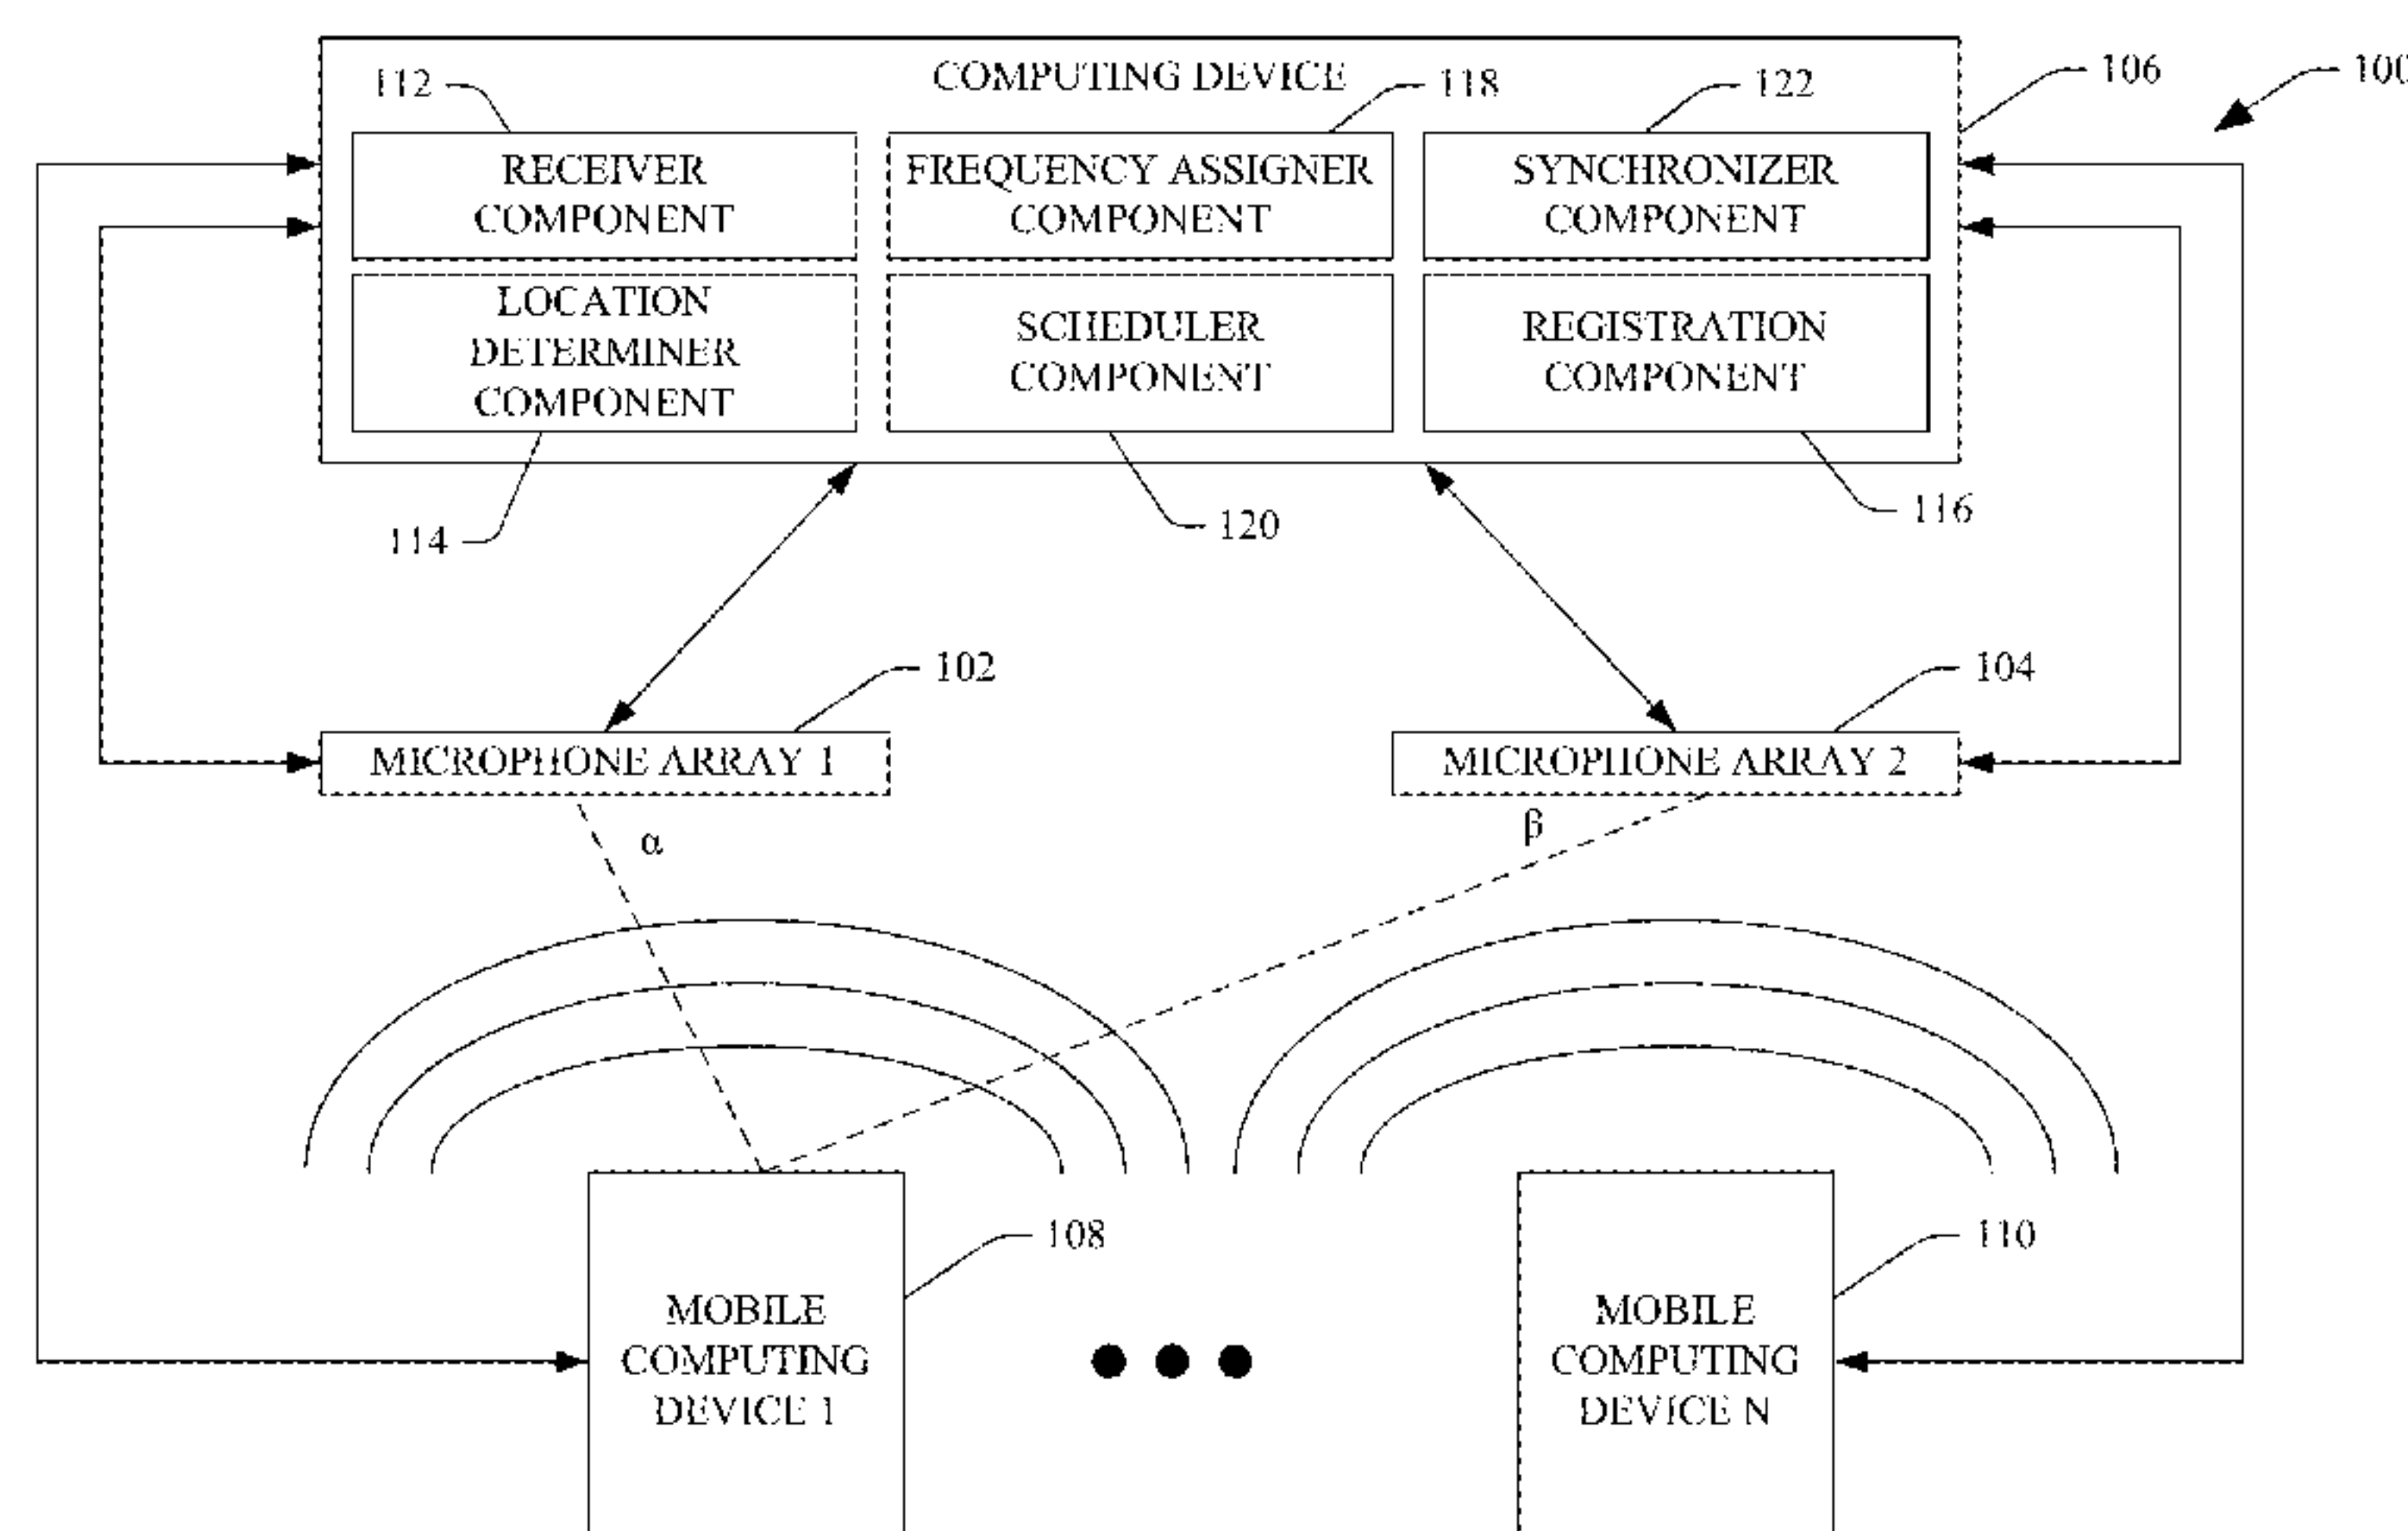 COMPUTING DEVICE
112
118
122
106
100
RECEIVER
COMPONENT
FREQUENCY ASSIGNER
COMPONENT
SYNCHRONIZER
COMPONENT
LOCATION
DETERMINER
COMPONENT
SCHEDULER
COMPONENT
REGISTRATION
COMPONENT
114
120
116
102
104
MICROPHONE ARRAY 1
MICROPHONE ARRAY 2
α
β
108
110
MOBILE
COMPUTING
DEVICE 1
MOBILE
COMPUTING
DEVICE N